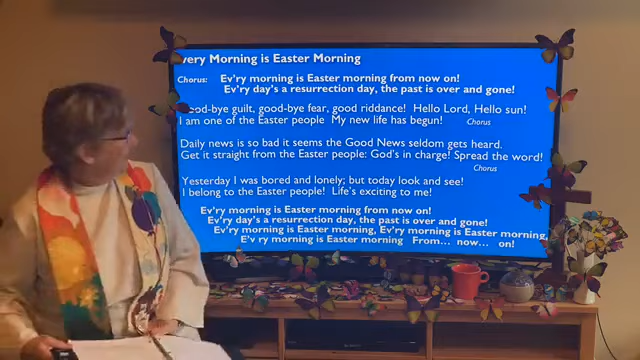 very Morning is Easter Morning
Chorus: Ev'ry morning is Easter morning from now on!
Ev'ry day's a resurrection day, the past is over and gone!
ood-bye guilt, good-bye fear, good riddance! Hello Lord, Hello sun!
I am one of the Easter people My new life has begun! Chorus
Daily news is so bad it seems the Good News seldom gets heard.
Get it straight from the Easter people: God's in charge! Spread the word!
Chorus
Yesterday I was bored and lonely; but today look and see!
I belong to the Easter people! Life's exciting to me!
Ev'ry morning is Easter morning from now on!
Ev'ry day's a resurrection day, the past is over and gone!
Ev'ry morning is Easter morning, Ev'ry morning is Easter morning,
Ev'ry morning is Easter morning From... now... on!